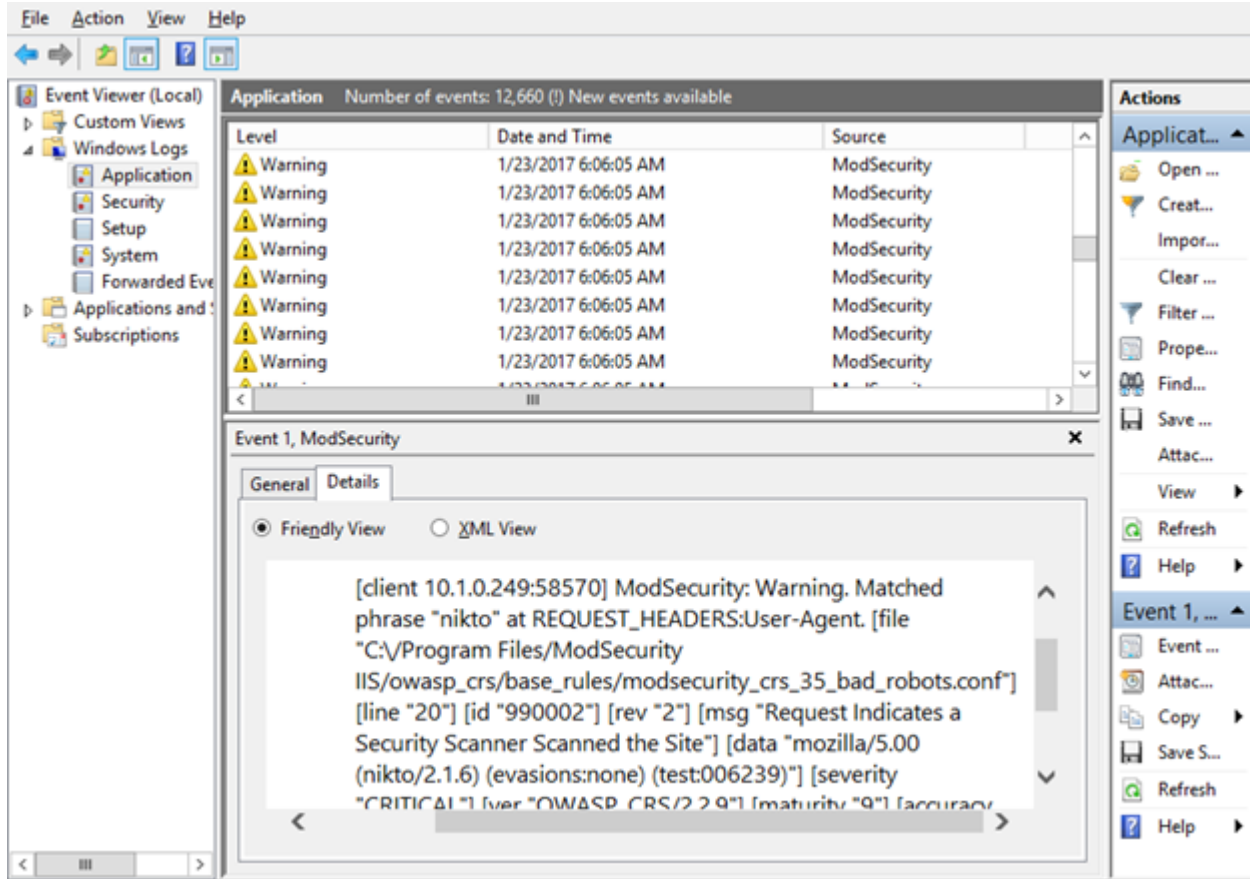 File Action View Help
Event Viewer (Local)
Custom Views
Windows Logs
Application
Security
Setup
System
Forwarded Eve
Applications and S
Subscriptions
Application Number of events: 12,660 (!) New events available
Level Date and Time Source
Warning 1/23/2017 6:06:05 AM ModSecurity
Warning 1/23/2017 6:06:05 AM ModSecurity
Warning 1/23/2017 6:06:05 AM ModSecurity
Warning 1/23/2017 6:06:05 AM ModSecurity
Warning 1/23/2017 6:06:05 AM ModSecurity
Warning 1/23/2017 6:06:05 AM ModSecurity
Warning 1/23/2017 6:06:05 AM ModSecurity
Warning 1/23/2017 6:06:05 AM ModSecurity
Event 1, ModSecurity
General Details
Friendly View XML View
[client 10.1.0.249:58570] ModSecurity: Warning. Matched
phrase "nikto" at REQUEST_HEADERS:User-Agent. [file
"C:\/Program Files/ModSecurity
IIS/owasp_crs/base_rules/modsecurity_crs_35_bad_robots.conf"]
[line "20"] [id "990002"] [rev "2"] [msg "Request Indicates a
Security Scanner Scanned the Site"] [data "mozilla/5.00
(nikto/2.1.6) (evasions:none) (test:006239)"] [severity
"CRITICAL"] [ver "OWASP_CRS/2.2.9"] [maturity "9"] [accuracy
Actions
Applicat...
Open ...
Creat...
Impor...
Clear ...
Filter ...
Prope...
Find...
Save ...
Attac...
View
Refresh
Help
Event 1, ...
Event ...
Attac...
Copy
Save S...
Refresh
Help